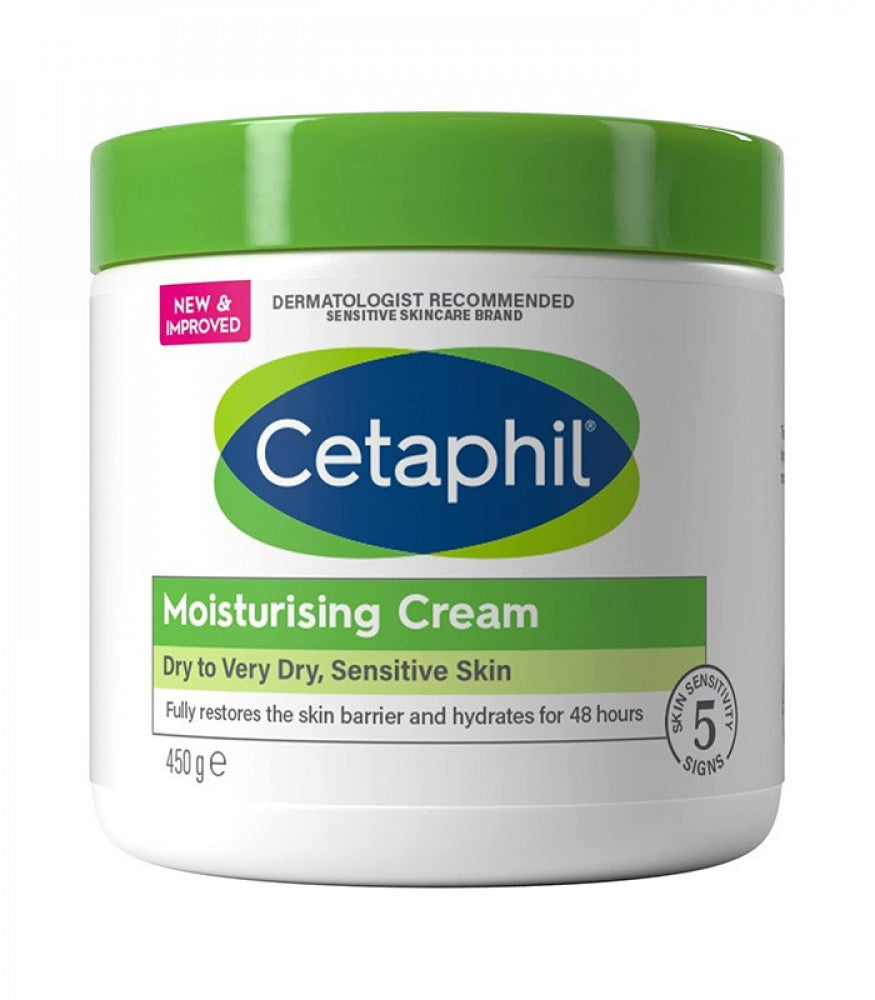 NEW &
IMPROVED
DERMATOLOGIST RECOMMENDED
SENSITIVE SKINCARE BRAND
Cetaphil®
Moisturising Cream
Dry to Very Dry, Sensitive Skin
Fully restores the skin barrier and hydrates for 48 hours
450 g ℮
SKIN SENSITIVITY
5
SIGNS